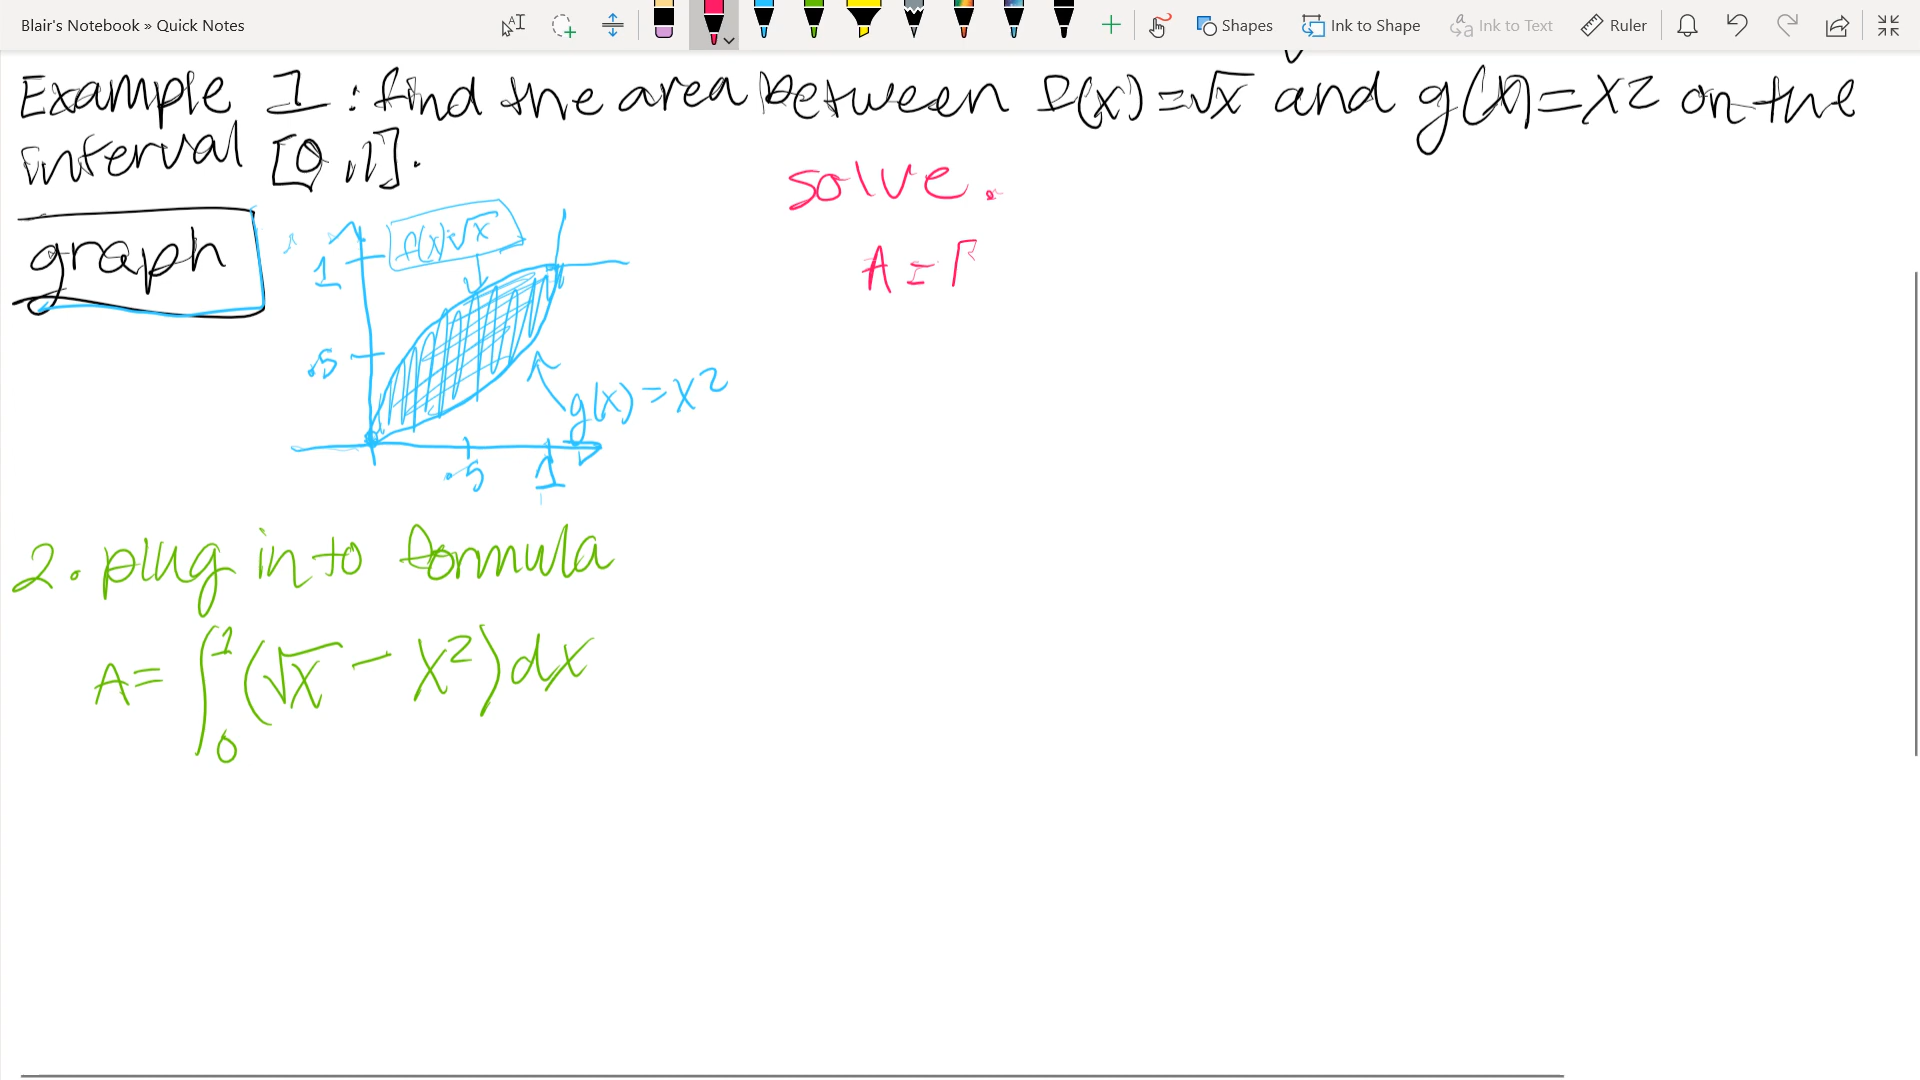 Blair's Notebook » Quick Notes
Shapes
Ink to Shape
Ink to Text
Ruler
Example 1: find the area between f(x)=√x and g(x)=x2 on the
interval [0,1].
solve.
A=
graph
f(x)=√x
1
.5
g(x)=x²
.5 1
2. plug into formula
A= ∫₀¹(√x - x²)dx